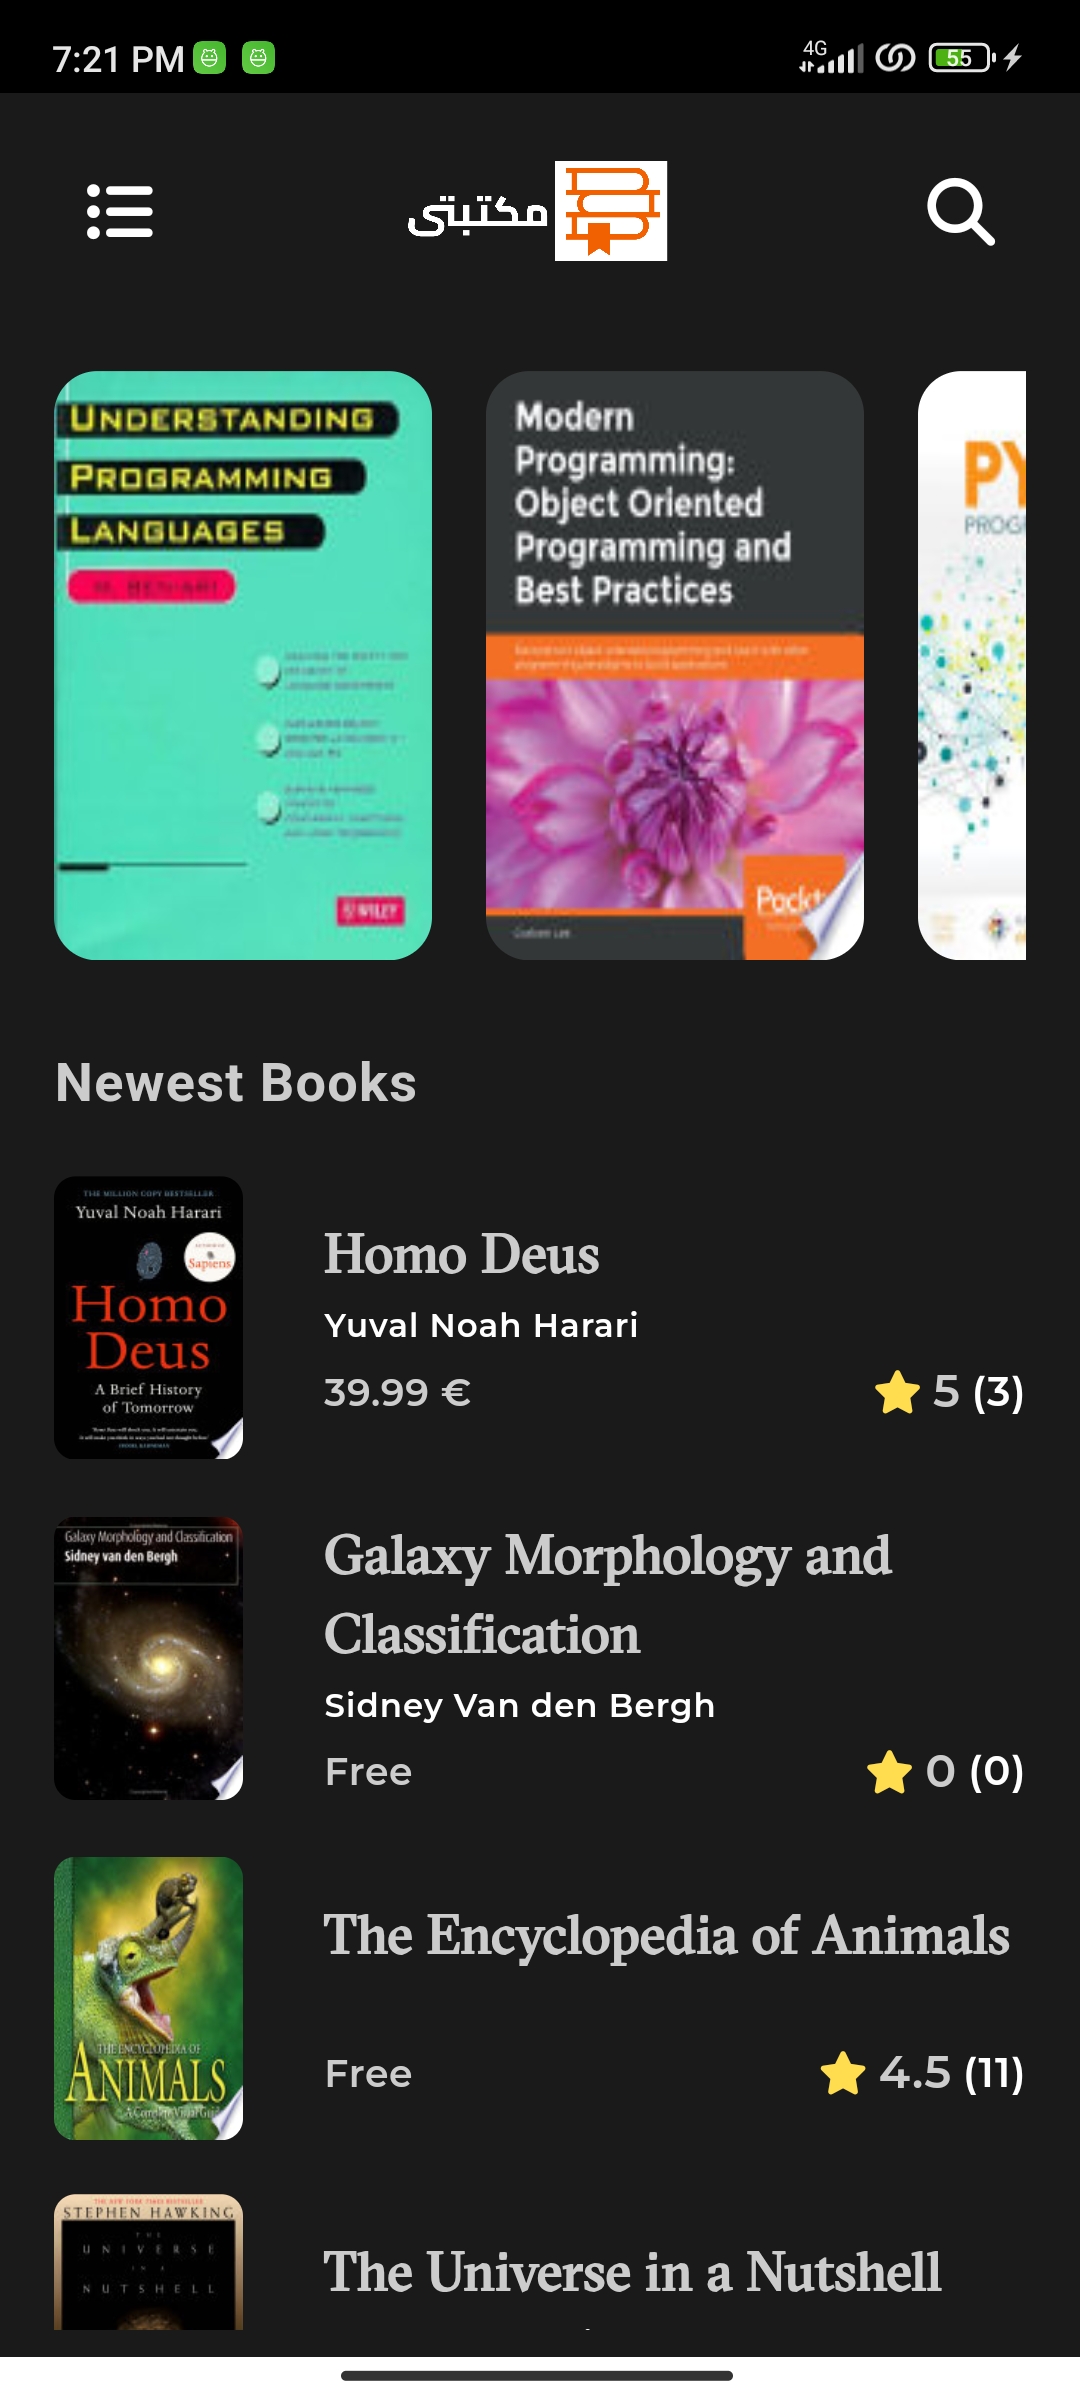 7:21 PM
4G
55
مكتبتي
UNDERSTANDING
PROGRAMMING
LANGUAGES
WILEY
Modern
Programming:
Object Oriented
Programming and
Best Practices
Packt
Graham Lee
PY
PROG
Newest Books
THE MILLION COPY BESTSELLER
Yuval Noah Harari
Sapiens
Homo
Deus
A Brief History
of Tomorrow
Homo Deus
Yuval Noah Harari
39.99 €
5 (3)
Galaxy Morphology and Classification
Sidney van den Bergh
Galaxy Morphology and
Classification
Sidney Van den Bergh
Free
0 (0)
THE ENCYCLOPEDIA OF
ANIMALS
The Encyclopedia of Animals
Free
4.5 (11)
STEPHEN HAWKING
THE
UNIVERSE
IN A
NUTSHELL
The Universe in a Nutshell